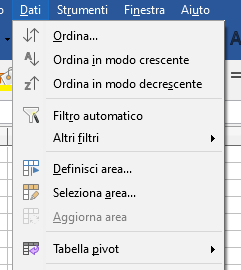 Dati Strumenti Finestra Aiuto
Ordina...
Ordina in modo crescente
Ordina in modo decrescente
Filtro automatico
Altri filtri
Definisci area...
Seleziona area...
Aggiorna area
Tabella pivot